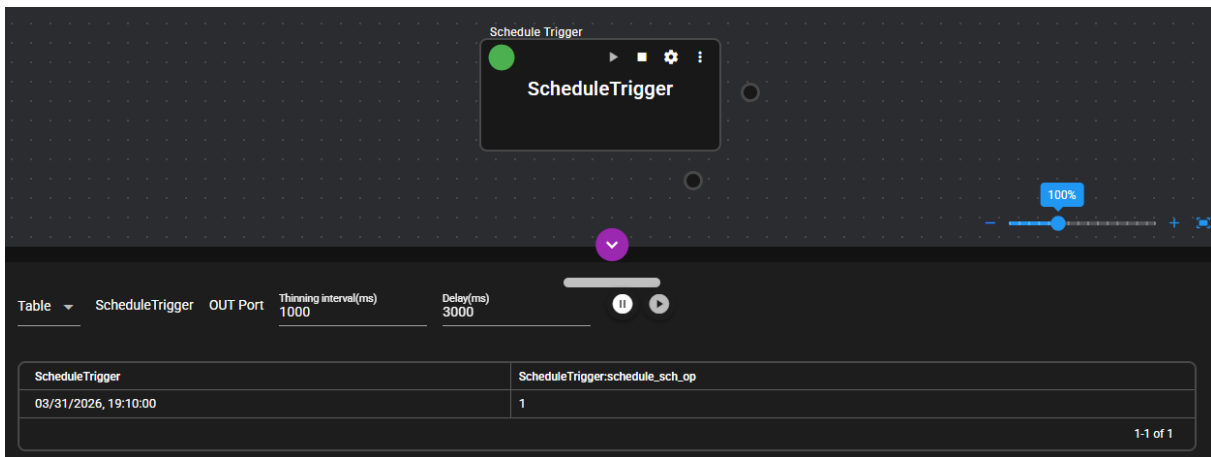 Schedule Trigger
ScheduleTrigger
100%
Table ScheduleTrigger OUT Port Thinning interval(ms) 1000 Delay(ms) 3000
ScheduleTrigger ScheduleTrigger:schedule_sch_op
03/31/2026, 19:10:00 1
1-1 of 1